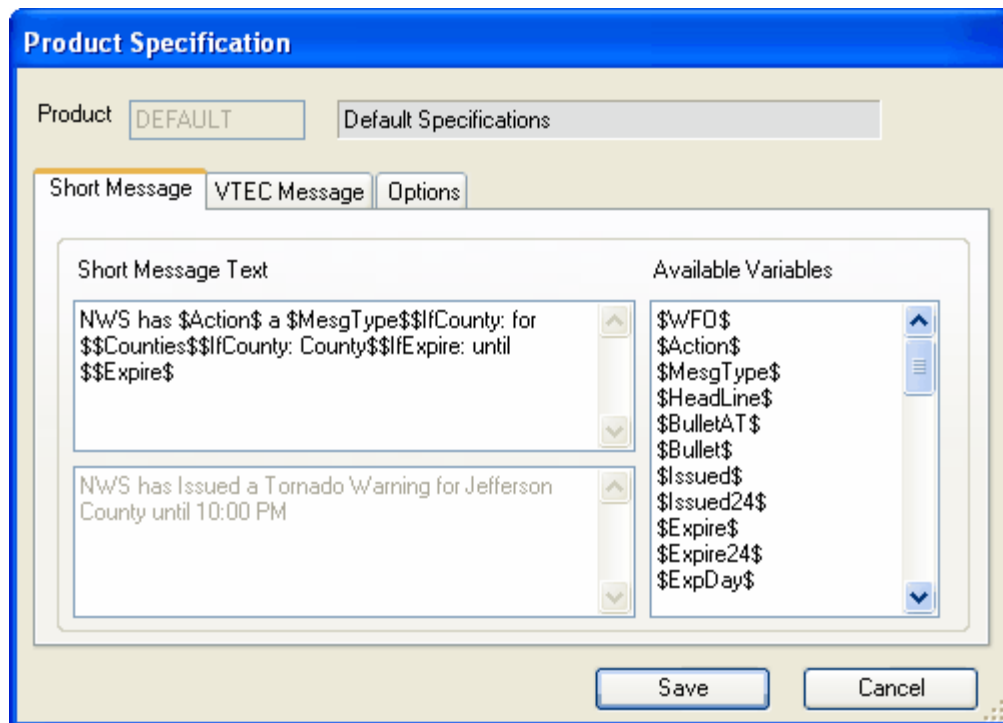 Product Specification
Product DEFAULT Default Specifications
Short Message VTEC Message Options
Short Message Text
NWS has $Action$ a $MesgType$$IfCounty: for
$$Counties$$IfCounty: County$$IfExpire: until
$$Expire$
NWS has Issued a Tornado Warning for Jefferson
County until 10:00 PM
Available Variables
$WFO$
$Action$
$MesgType$
$HeadLine$
$BulletAT$
$Bullet$
$Issued$
$Issued24$
$Expire$
$Expire24$
$ExpDay$
Save Cancel